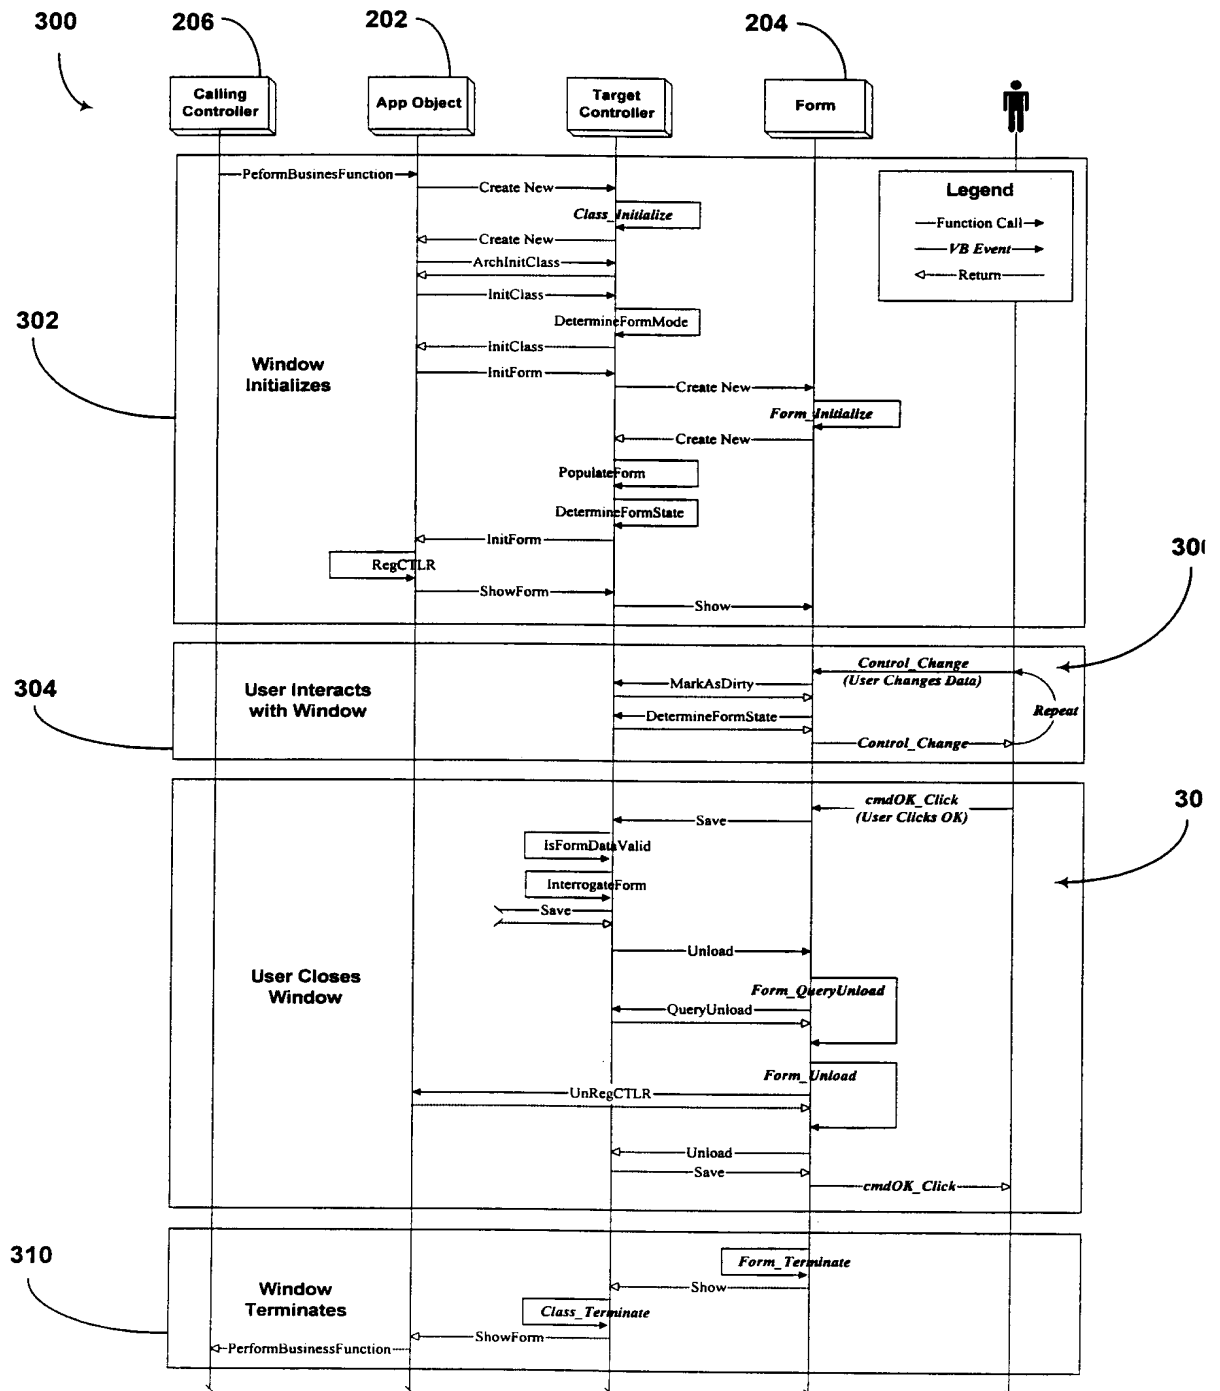 300
206
202
204
Calling
Controller
App Object
Target
Controller
Form
PeformBusinesFunction
Create New
Legend
Function Call
VB Event
Return
Class_Initialize
Create New
ArchInitClass
InitClass
302
DetermineFormMode
InitClass
Window
Initializes
InitForm
Create New
Form_Initialize
Create New
PopulateForm
DetermineFormState
InitForm
RegCTLR
ShowForm
Show
304
User Interacts
with Window
Control_Change
(User Changes Data)
MarkAsDirty
Repeat
DetermineFormState
Control_Change
cmdOK_Click
(User Clicks OK)
30
Save
IsFormDataValid
InterrogateForm
Save
Unload
User Closes
Window
Form_QueryUnload
QueryUnload
Form_Unload
UnRegCTLR
Unload
Save
cmdOK_Click
310
Form_Terminate
Show
Window
Terminates
Class_Terminate
ShowForm
PerformBusinessFunction